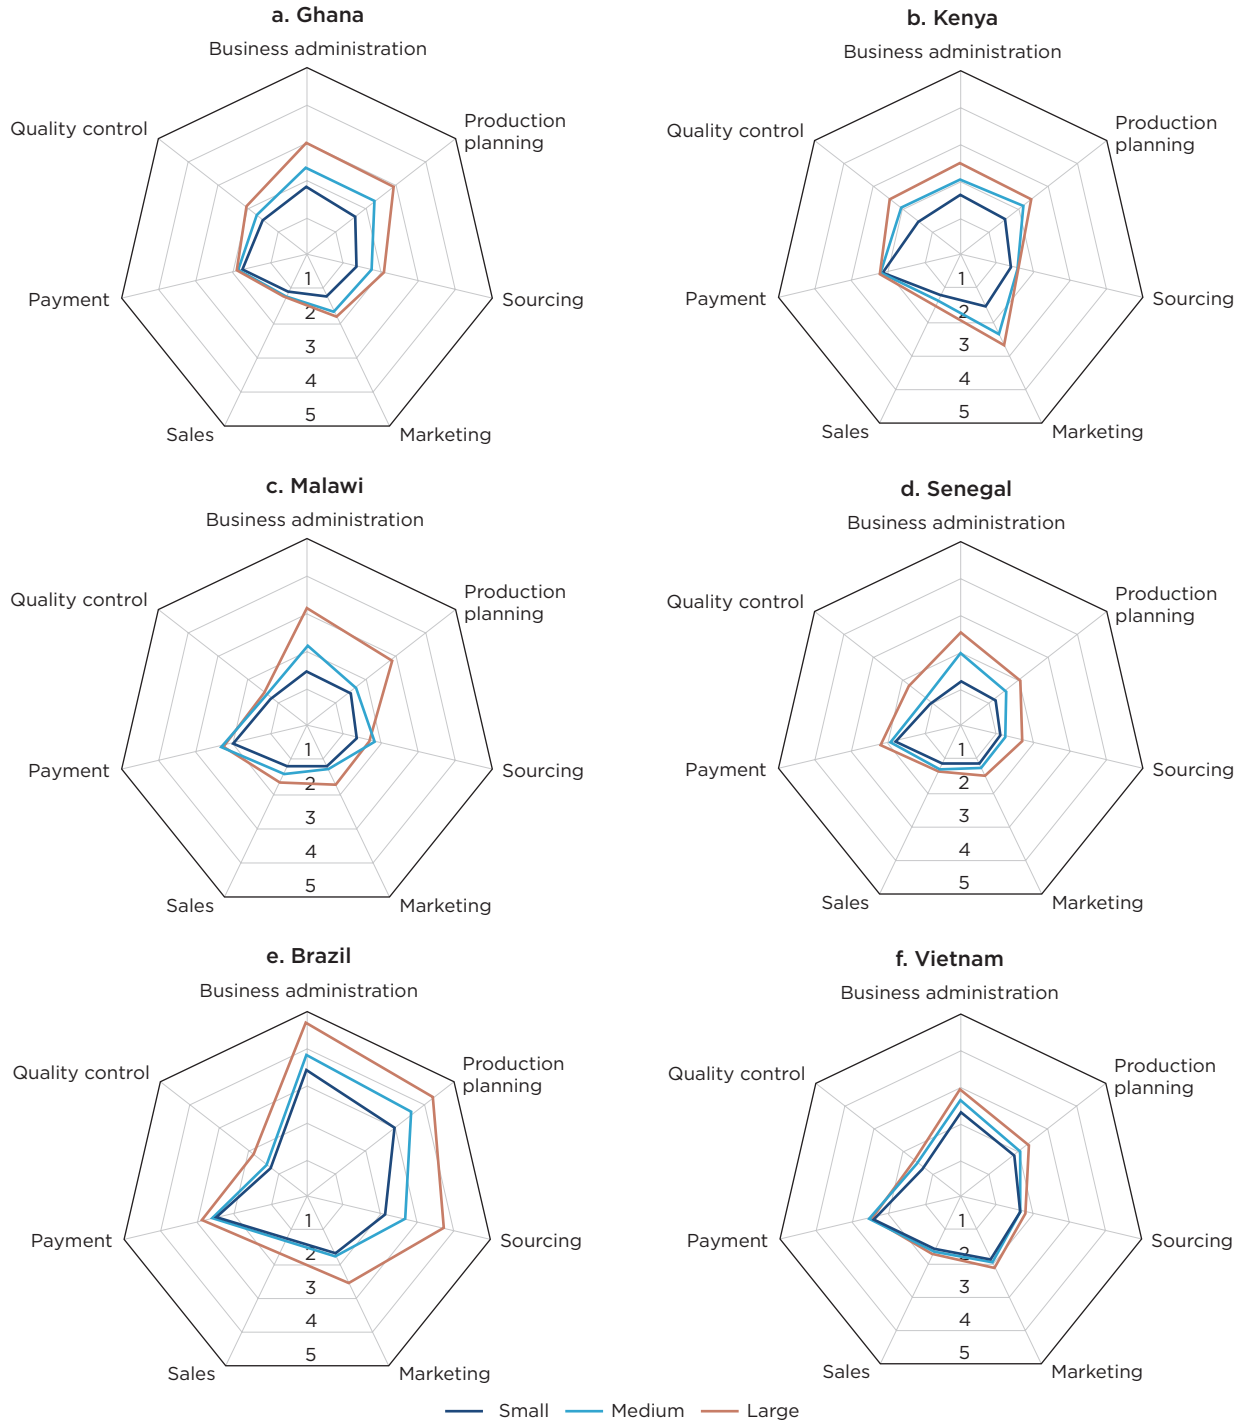 a. Ghana
Business administration
Quality control
Production
planning
Payment
Sourcing
Sales
Marketing
1
2
3
4
5
b. Kenya
Business administration
Quality control
Production
planning
Payment
Sourcing
Sales
Marketing
1
2
3
4
5
c. Malawi
Business administration
Quality control
Production
planning
Payment
Sourcing
Sales
Marketing
1
2
3
4
5
d. Senegal
Business administration
Quality control
Production
planning
Payment
Sourcing
Sales
Marketing
1
2
3
4
5
e. Brazil
Business administration
Quality control
Production
planning
Payment
Sourcing
Sales
Marketing
1
2
3
4
5
f. Vietnam
Business administration
Quality control
Production
planning
Payment
Sourcing
Sales
Marketing
1
2
3
4
5
Small Medium Large